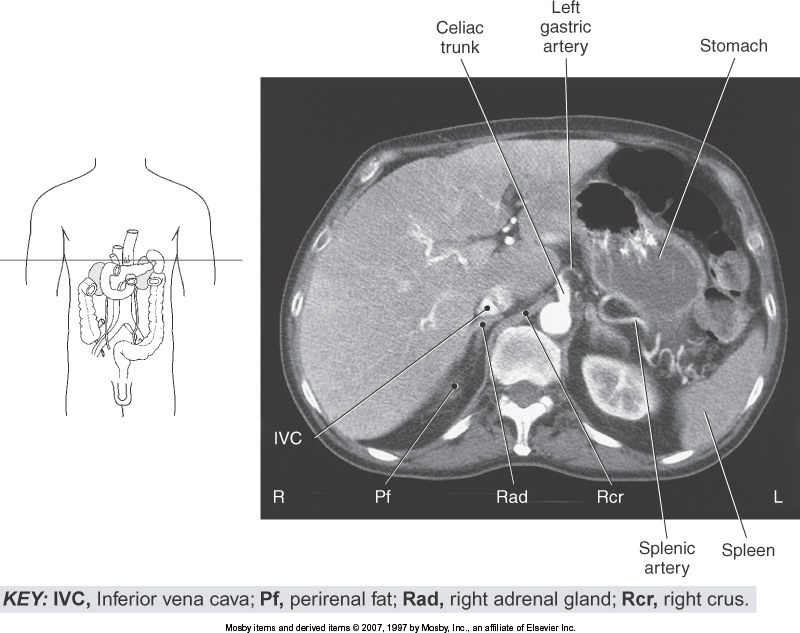 Celiac
trunk
Left
gastric
artery
Stomach
IVC
R
Pf
Rad
Rcr
L
Splenic
artery
Spleen
KEY: IVC, Inferior vena cava; Pf, perirenal fat; Rad, right adrenal gland; Rcr, right crus.
Mosby items and derived items © 2007, 1997 by Mosby, Inc., an affiliate of Elsevier Inc.